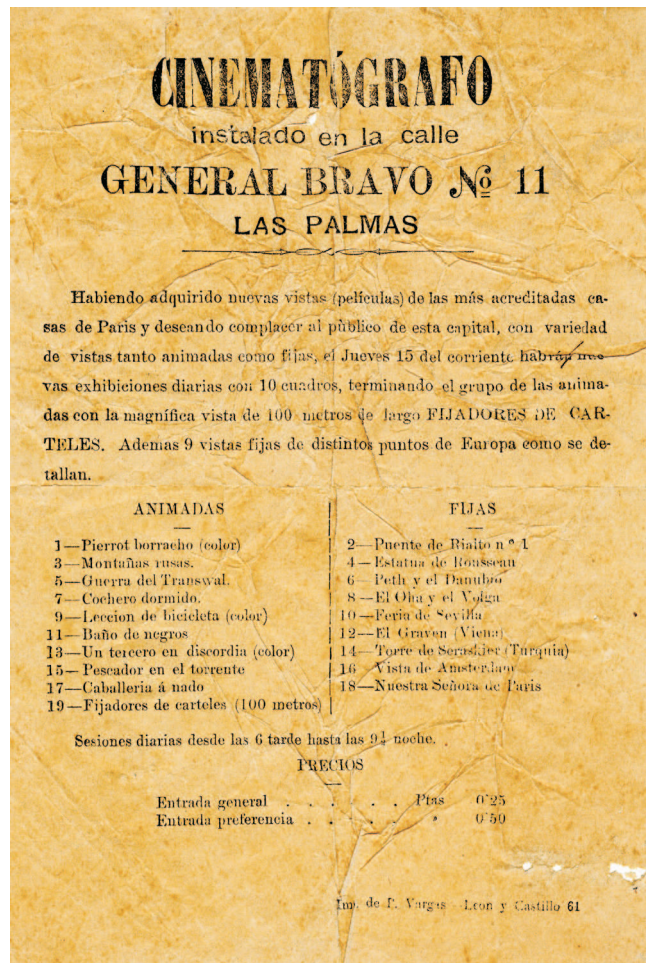 CINEMATÓGRAFO
instalado en la calle
GENERAL BRAVO Nº 11
LAS PALMAS
Habiendo adquirido nuevas vistas (películas) de las más acreditadas ca-
sas de Paris y deseando complacer al pùblico de esta capital, con variedad
de vistas tanto animadas como fijas, el Jueves 15 del corriente habrán nue-
vas exhibiciones diarias con 10 cuadros, terminando el grupo de las anima-
das con la magnífica vista de 100 metros de largo FIJADORES DE CAR-
TELES. Ademas 9 vistas fijas de distintos puntos de Europa como se de-
tallan.
ANIMADAS
1—Pierrot borracho (color)
3—Montañas rusas.
5—Guerra del Transwal.
7—Cochero dormido.
9—Leccion de bicicleta (color)
11—Baño de negros
13—Un tercero en discordia (color)
15—Pescador en el torrente
17—Caballeria á nado
19—Fijadores de carteles (100 metros)
FIJAS
2—Puente de Rialto nº 1
4—Estatua de Rousseau
6—Peth y el Danubio
8—El Oka y el Volga
10—Feria de Sevilla
12—El Graven (Viena)
14—Torre de Seraskier (Turquia)
16—Vista de Amsterdam
18—Nuestra Señora de Paris
Sesiones diarias desde las 6 tarde hasta las 9½ noche.
PRECIOS
Entrada general . . . . . . Ptas 0'25
Entrada preferencia . . . . . " 0'50
Imp. de F. Vargas - Leon y Castillo 61